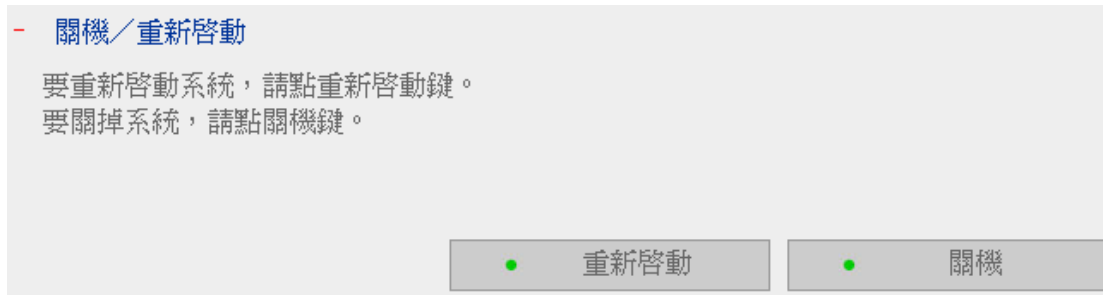 - 關機／重新啓動
要重新啓動系統，請點重新啓動鍵。
要關掉系統，請點關機鍵。
重新啓動
關機